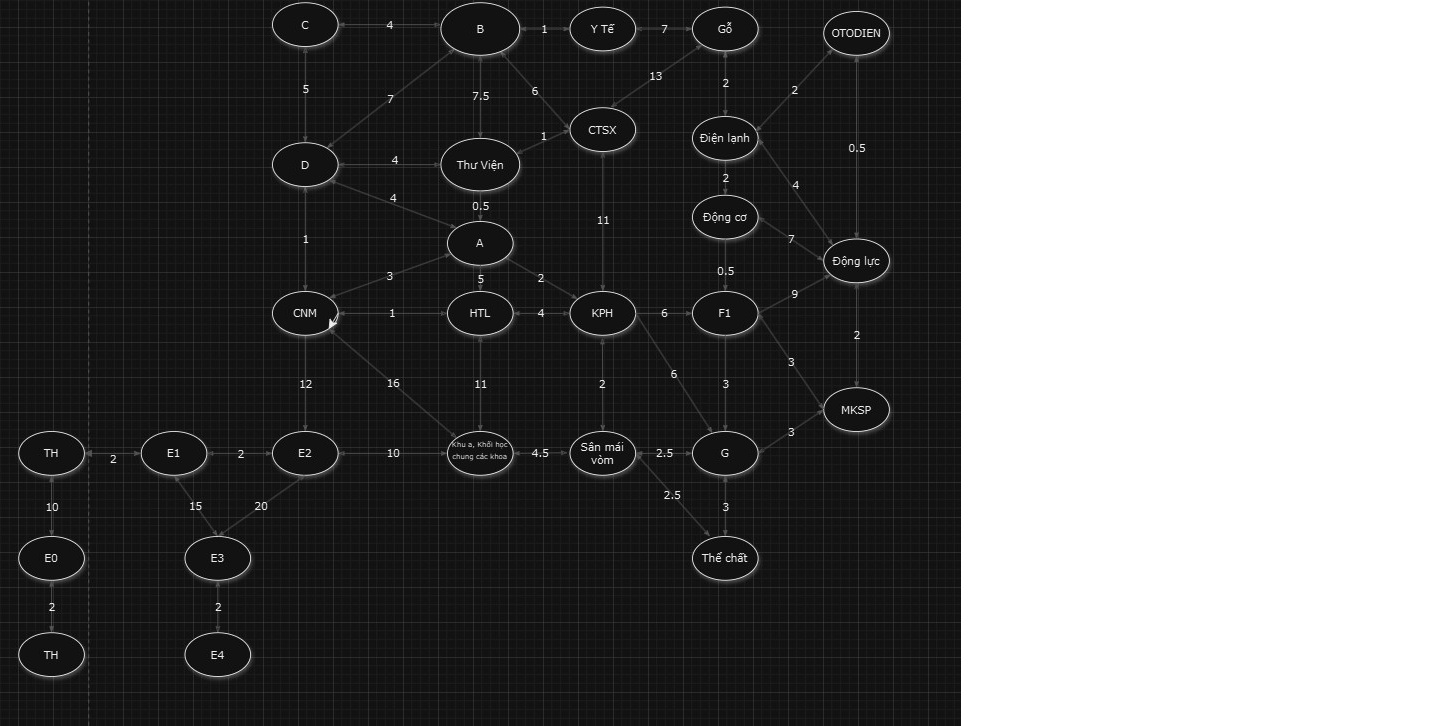 C
4
B
1
Y Tế
7
Gỗ
OTODIEN
5
7
7.5
6
13
2
2
CTSX
1
Điện lạnh
0.5
D
4
Thư Viện
4
0.5
2
4
1
A
11
Động cơ
7
3
5
2
0.5
Động lực
9
CNM
1
HTL
4
KPH
6
F1
2
12
16
11
2
6
3
3
MKSP
3
TH
2
E1
2
E2
10
Khu a, Khối học
chung các khoa
4.5
Sân mái
vòm
2.5
G
10
15
20
2.5
3
E0
E3
Thể chất
2
2
TH
E4